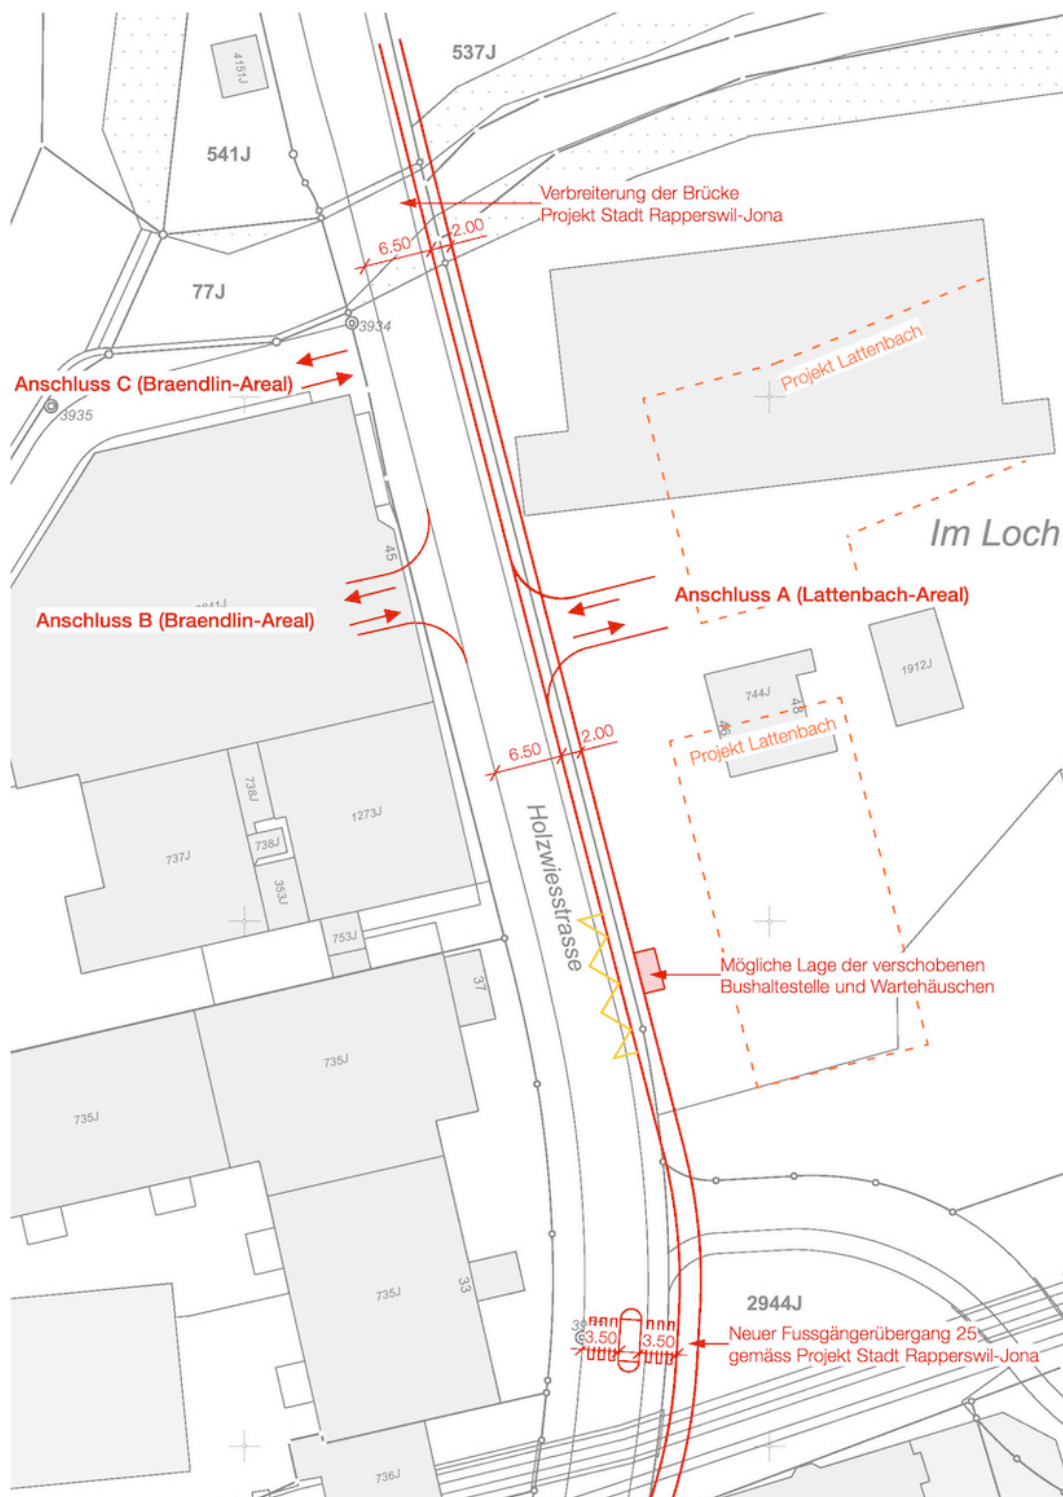 537J
4151J
541J
Verbreiterung der Brücke
Projekt Stadt Rapperswil-Jona
6.50
2.00
77J
3934
Projekt Lattenbach
Anschluss C (Braendlin-Areal)
3935
Im Loch
45
Anschluss A (Lattenbach-Areal)
Anschluss B (Braendlin-Areal)
1912J
744J
48
46
Projekt Lattenbach
6.50
2.00
738J
1273J
Holzwiesstrasse
737J
738J
353J
753J
37
Mögliche Lage der verschobenen
Bushaltestelle und Wartehäuschen
735J
735J
735J
33
2944J
3.50
3.50
Neuer Fussgängerübergang 25
gemäss Projekt Stadt Rapperswil-Jona
736J